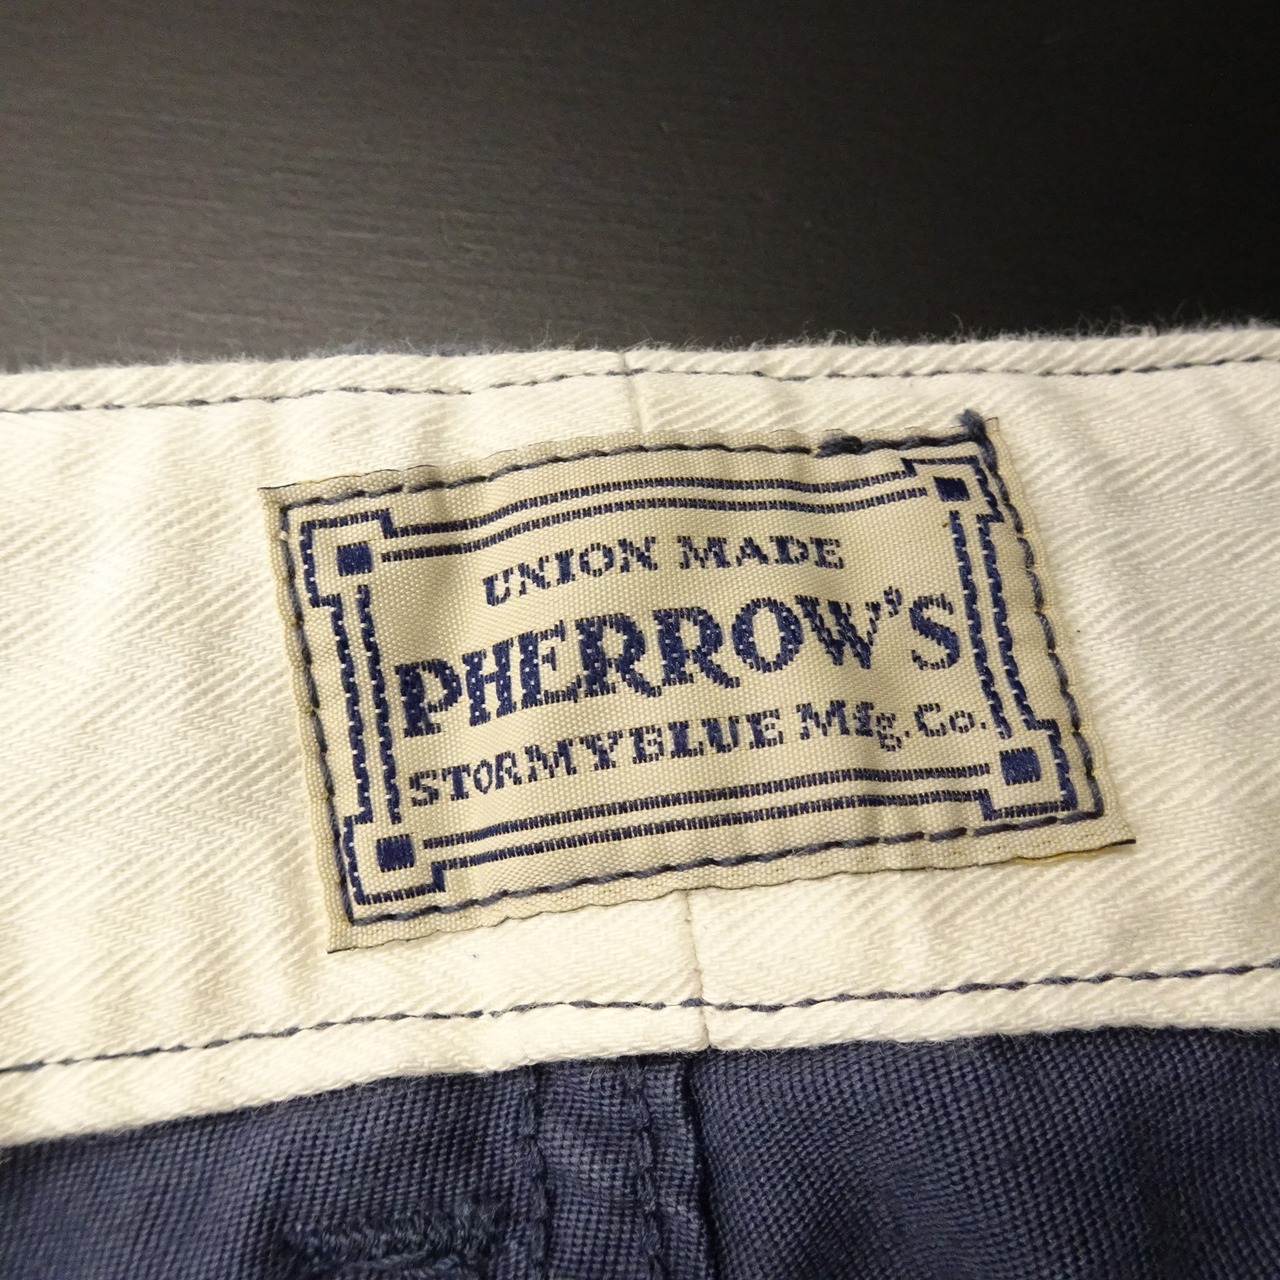 UNION MADE
PHERROW'S
STORMYBLUE Mfg. Co.